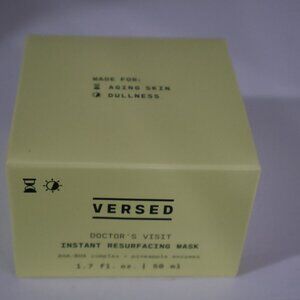 MADE FOR:
AGING SKIN
DULLNESS
VERSED
DOCTOR'S VISIT
INSTANT RESURFACING MASK
AHA-BHA complex + pineapple enzymes
1.7 fl. oz. | 50 ml